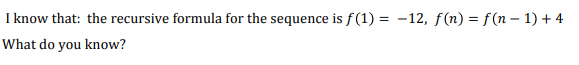 I know that:  the recursive formula for the sequence is f(1) = −12, f(n) = f(n − 1) + 4
What do you know?